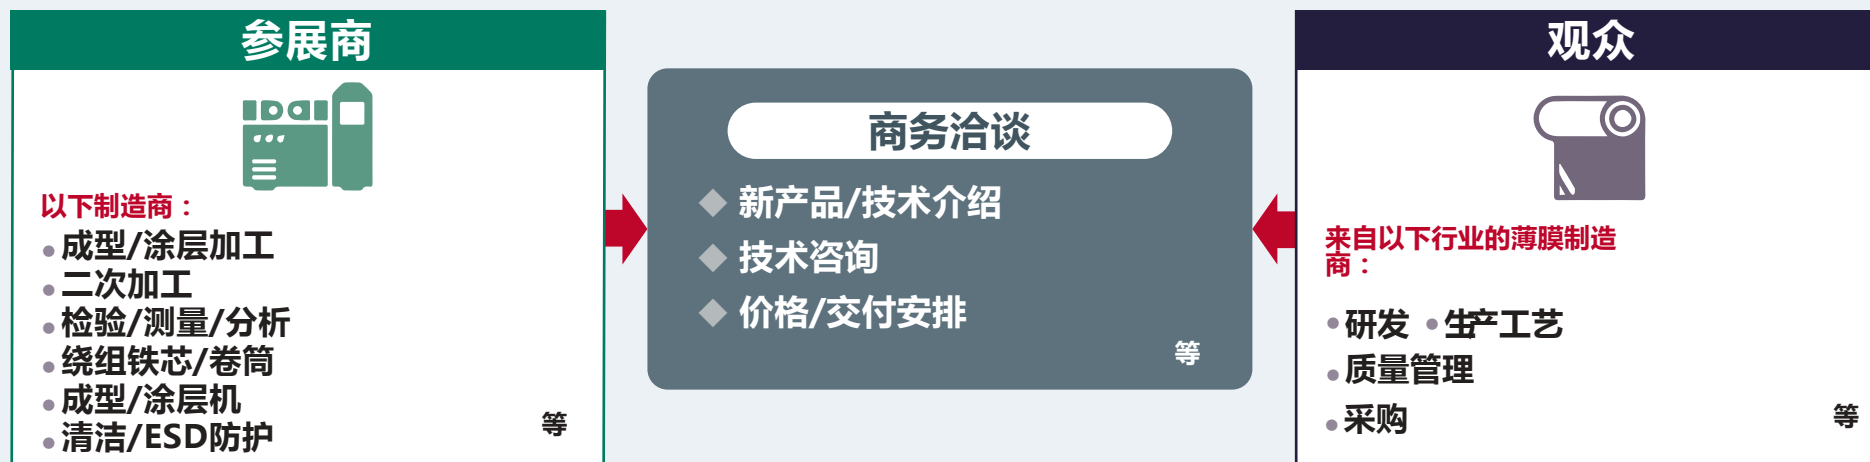 参展商
以下制造商：
成型/涂层加工
二次加工
检验/测量/分析
绕组铁芯/卷筒
成型/涂层机
清洁/ESD防护
等
商务洽谈
新产品/技术介绍
技术咨询
价格/交付安排
等
观众
来自以下行业的薄膜制造
商：
研发 生产工艺
质量管理
采购
等